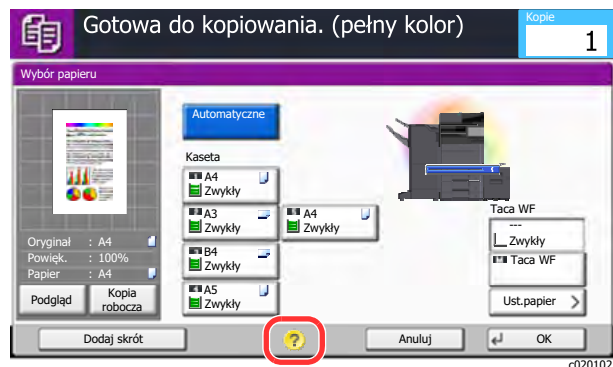 Gotowa do kopiowania. (pełny kolor)
Kopie
1
Wybór papieru
Automatyczne
Kaseta
A4
Zwykły
A3
Zwykły
A4
Zwykły
B4
Zwykły
A5
Zwykły
Taca WF
---
Zwykły
Taca WF
Ust.papier >
Oryginał : A4
Powięk. : 100%
Papier : A4
Podgląd
Kopia
robocza
Dodaj skrót
?
Anuluj
OK
c020102